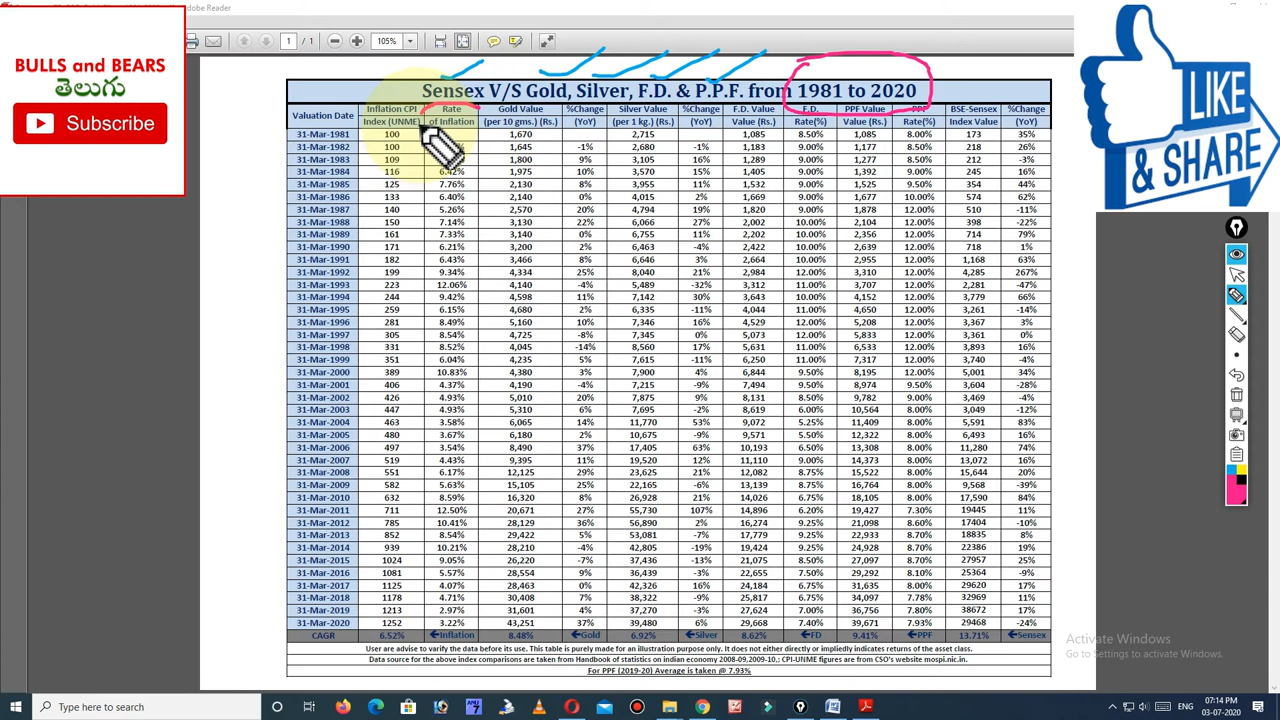 Adobe Reader
BULLS and BEARS
తెలుగు
Subscribe
1 / 1 105%
LIKE
& SHARE
Sensex V/S Gold, Silver, F.D. & P.P.F. from 1981 to 2020
Valuation Date Inflation CPI Rate Gold Value %Change Silver Value %Change F.D. Value F.D. PPF Value PPF BSE-Sensex %Change
Index (UNME) of Inflation (per 10 gms.) (Rs.) (YoY) (per 1 kg.) (Rs.) (YoY) Value (Rs.) Rate(%) Value (Rs.) Rate(%) Index Value (YoY)
31-Mar-1981 100 1,670 2,715 1,085 8.50% 1,085 8.00% 173 35%
31-Mar-1982 100 1,645 -1% 2,680 -1% 1,183 9.00% 1,177 8.50% 218 26%
31-Mar-1983 109 1,800 9% 3,105 16% 1,289 9.00% 1,277 8.50% 212 -3%
31-Mar-1984 116 6.42% 1,975 10% 3,570 15% 1,405 9.00% 1,392 9.00% 245 16%
31-Mar-1985 125 7.76% 2,130 8% 3,955 11% 1,532 9.00% 1,525 9.50% 354 44%
31-Mar-1986 133 6.40% 2,140 0% 4,015 2% 1,669 9.00% 1,677 10.00% 574 62%
31-Mar-1987 140 5.26% 2,570 20% 4,794 19% 1,820 9.00% 1,878 12.00% 510 -11%
31-Mar-1988 150 7.14% 3,130 22% 6,066 27% 2,002 10.00% 2,104 12.00% 398 -22%
31-Mar-1989 161 7.33% 3,140 0% 6,755 11% 2,202 10.00% 2,356 12.00% 714 79%
31-Mar-1990 171 6.21% 3,200 2% 6,463 -4% 2,422 10.00% 2,639 12.00% 718 1%
31-Mar-1991 182 6.43% 3,466 8% 6,646 3% 2,664 10.00% 2,955 12.00% 1,168 63%
31-Mar-1992 199 9.34% 4,334 25% 8,040 21% 2,984 12.00% 3,310 12.00% 4,285 267%
31-Mar-1993 223 12.06% 4,140 -4% 5,489 -32% 3,312 11.00% 3,707 12.00% 2,281 -47%
31-Mar-1994 244 9.42% 4,598 11% 7,142 30% 3,643 10.00% 4,152 12.00% 3,779 66%
31-Mar-1995 259 6.15% 4,680 2% 6,335 -11% 4,044 11.00% 4,650 12.00% 3,261 -14%
31-Mar-1996 281 8.49% 5,160 10% 7,346 16% 4,529 12.00% 5,208 12.00% 3,367 3%
31-Mar-1997 305 8.54% 4,725 -8% 7,345 0% 5,073 12.00% 5,833 12.00% 3,361 0%
31-Mar-1998 331 8.52% 4,045 -14% 8,560 17% 5,631 11.00% 6,533 12.00% 3,893 16%
31-Mar-1999 351 6.04% 4,235 5% 7,615 -11% 6,250 11.00% 7,317 12.00% 3,740 -4%
31-Mar-2000 389 10.83% 4,380 3% 7,900 4% 6,844 9.50% 8,195 12.00% 5,001 34%
31-Mar-2001 406 4.37% 4,190 -4% 7,215 -9% 7,494 9.50% 8,974 9.50% 3,604 -28%
31-Mar-2002 426 4.93% 5,010 20% 7,875 9% 8,131 8.50% 9,782 9.00% 3,469 -4%
31-Mar-2003 447 4.93% 5,310 6% 7,695 -2% 8,619 6.00% 10,564 8.00% 3,049 -12%
31-Mar-2004 463 3.58% 6,065 14% 11,770 53% 9,072 5.25% 11,409 8.00% 5,591 83%
31-Mar-2005 480 3.67% 6,180 2% 10,675 -9% 9,571 5.50% 12,322 8.00% 6,493 16%
31-Mar-2006 497 3.54% 8,490 37% 17,405 63% 10,193 6.50% 13,308 8.00% 11,280 74%
31-Mar-2007 519 4.43% 9,395 11% 19,520 12% 11,110 9.00% 14,373 8.00% 13,072 16%
31-Mar-2008 551 6.17% 12,125 29% 23,625 21% 12,082 8.75% 15,522 8.00% 15,644 20%
31-Mar-2009 582 5.63% 15,105 25% 22,165 -6% 13,139 8.75% 16,764 8.00% 9,568 -39%
31-Mar-2010 632 8.59% 16,320 8% 26,928 21% 14,026 6.75% 18,105 8.00% 17,590 84%
31-Mar-2011 711 12.50% 20,671 27% 55,730 107% 14,896 6.20% 19,427 7.30% 19445 11%
31-Mar-2012 785 10.41% 28,129 36% 56,890 2% 16,274 9.25% 21,098 8.60% 17404 -10%
31-Mar-2013 852 8.54% 29,422 5% 53,081 -7% 17,779 9.25% 22,933 8.70% 18835 8%
31-Mar-2014 939 10.21% 28,210 -4% 42,805 -19% 19,424 9.25% 24,928 8.70% 22386 19%
31-Mar-2015 1024 9.05% 26,220 -7% 37,436 -13% 21,075 8.50% 27,097 8.70% 27957 25%
31-Mar-2016 1081 5.57% 28,554 9% 36,439 -3% 22,655 7.50% 29,292 8.10% 25364 -9%
31-Mar-2017 1125 4.07% 28,463 0% 42,326 16% 24,184 6.75% 31,635 8.00% 29620 17%
31-Mar-2018 1178 4.71% 30,408 7% 38,322 -9% 25,817 6.75% 34,097 7.78% 32969 11%
31-Mar-2019 1213 2.97% 31,601 4% 37,270 -3% 27,624 7.00% 36,756 7.80% 38672 17%
31-Mar-2020 1252 3.22% 43,251 37% 39,480 6% 29,668 7.40% 39,671 7.93% 29468 -24%
CAGR 6.52% ←Inflation 8.48% ←Gold 6.92% ←Silver 8.62% ←FD 9.41% ←PPF 13.71% ←Sensex
User are advise to verify the data before its use. This table is purely made for an illustration purpose only. It does not either directly or impliedly indicates returns of the asset class.
Data source for the above index comparisons are taken from Handbook of statistics on indian economy 2008-09,2009-10,; CPI-UNME figures are from CSO's website mospi.nic.in.
For PPF (2019-20) Average is taken @ 7.93%
Activate Windows
Go to Settings to activate Windows.
Type here to search
ENG
07:14 PM
03-07-2020